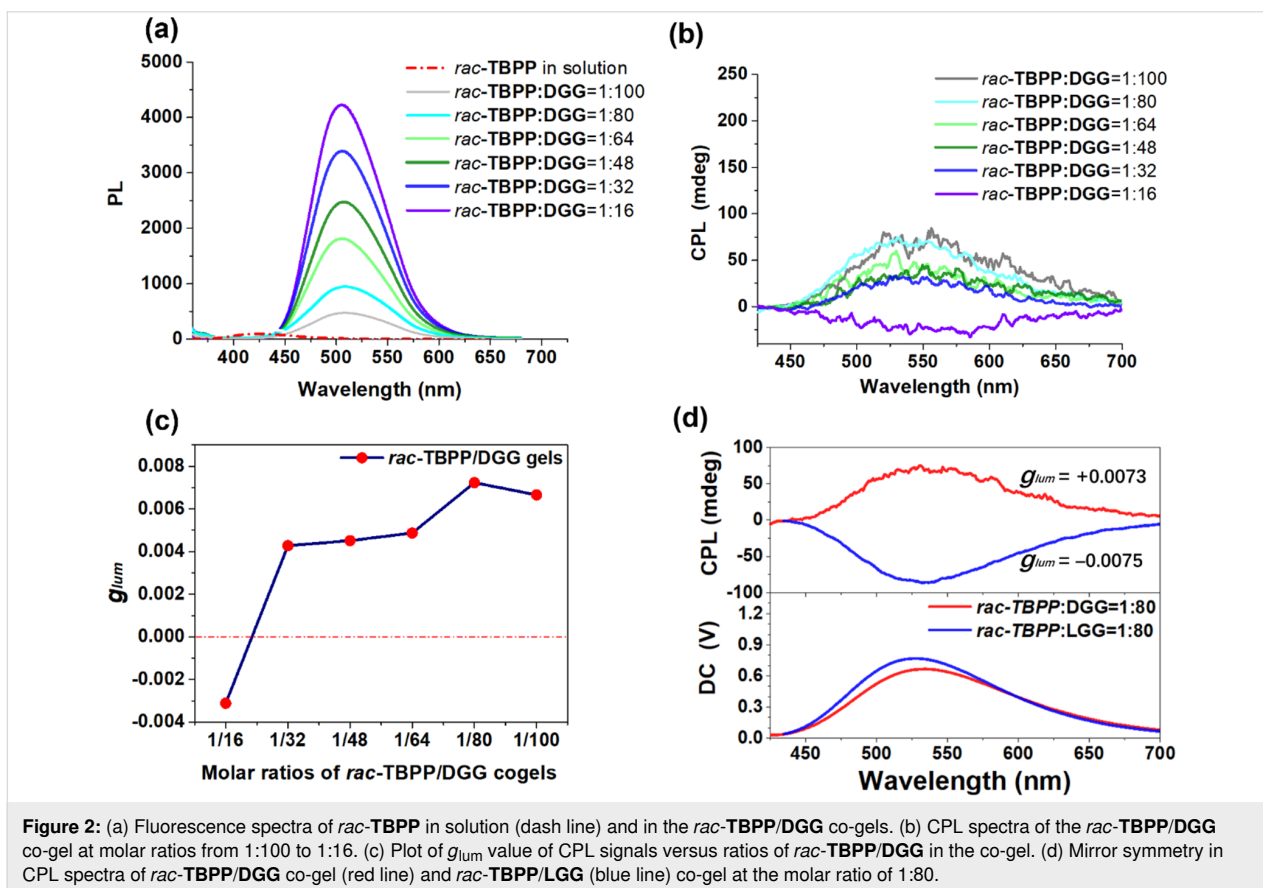 (a)
5000
4000
3000
2000
1000
0
PL
400 450 500 550 600 650 700
Wavelength (nm)
rac-TBPP in solution
rac-TBPP:DGG=1:100
rac-TBPP:DGG=1:80
rac-TBPP:DGG=1:64
rac-TBPP:DGG=1:48
rac-TBPP:DGG=1:32
rac-TBPP:DGG=1:16
(b)
250
200
150
100
50
0
CPL (mdeg)
450 500 550 600 650 700
Wavelength (nm)
rac-TBPP:DGG=1:100
rac-TBPP:DGG=1:80
rac-TBPP:DGG=1:64
rac-TBPP:DGG=1:48
rac-TBPP:DGG=1:32
rac-TBPP:DGG=1:16
(c)
0.008
0.006
0.004
0.002
0.000
-0.002
-0.004
glum
rac-TBPP/DGG gels
1/16 1/32 1/48 1/64 1/80 1/100
Molar ratios of rac-TBPP/DGG cogels
(d)
100
50
0
-50
-100
CPL (mdeg)
glum = +0.0073
glum = –0.0075
1.2
0.9
0.6
0.3
0.0
DC (V)
rac-TBPP:DGG=1:80
rac-TBPP:LGG=1:80
450 500 550 600 650 700
Wavelength (nm)
Figure 2: (a) Fluorescence spectra of rac-TBPP in solution (dash line) and in the rac-TBPP/DGG co-gels. (b) CPL spectra of the rac-TBPP/DGG
co-gel at molar ratios from 1:100 to 1:16. (c) Plot of glum value of CPL signals versus ratios of rac-TBPP/DGG in the co-gel. (d) Mirror symmetry in
CPL spectra of rac-TBPP/DGG co-gel (red line) and rac-TBPP/LGG (blue line) co-gel at the molar ratio of 1:80.